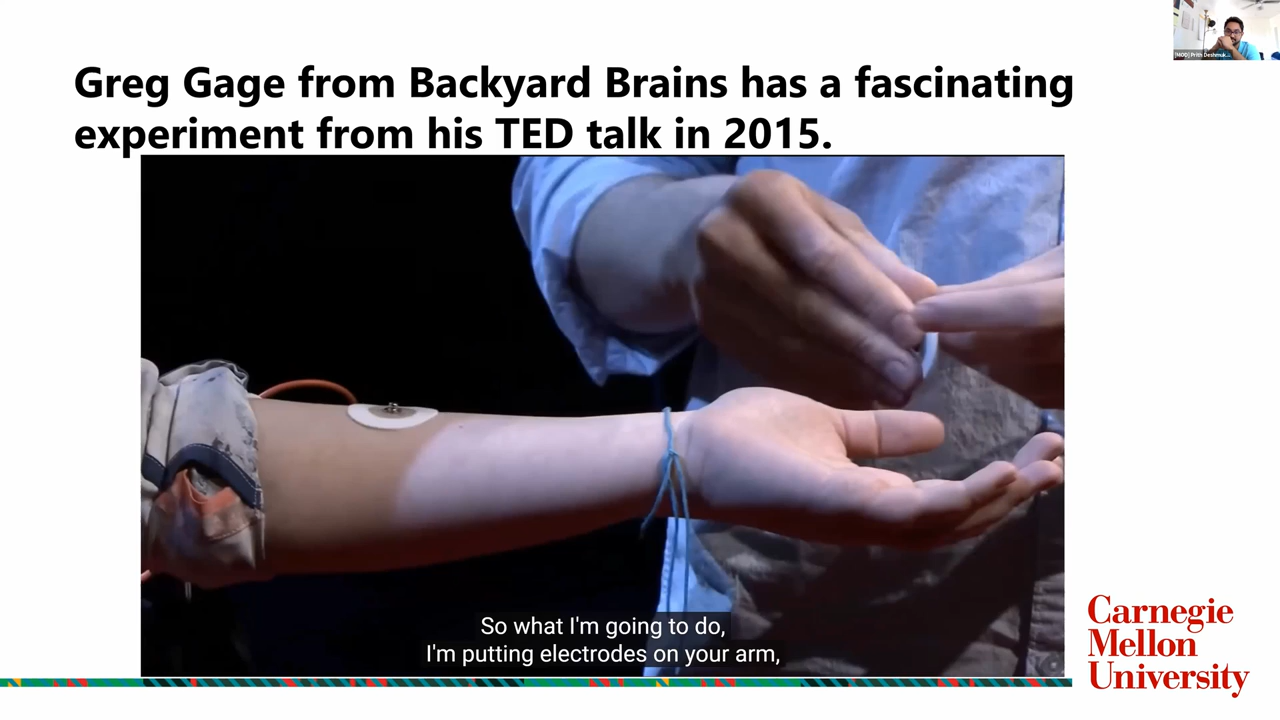 Greg Gage from Backyard Brains has a fascinating
experiment from his TED talk in 2015.
So what I'm going to do,
I'm putting electrodes on your arm,
Carnegie
Mellon
University